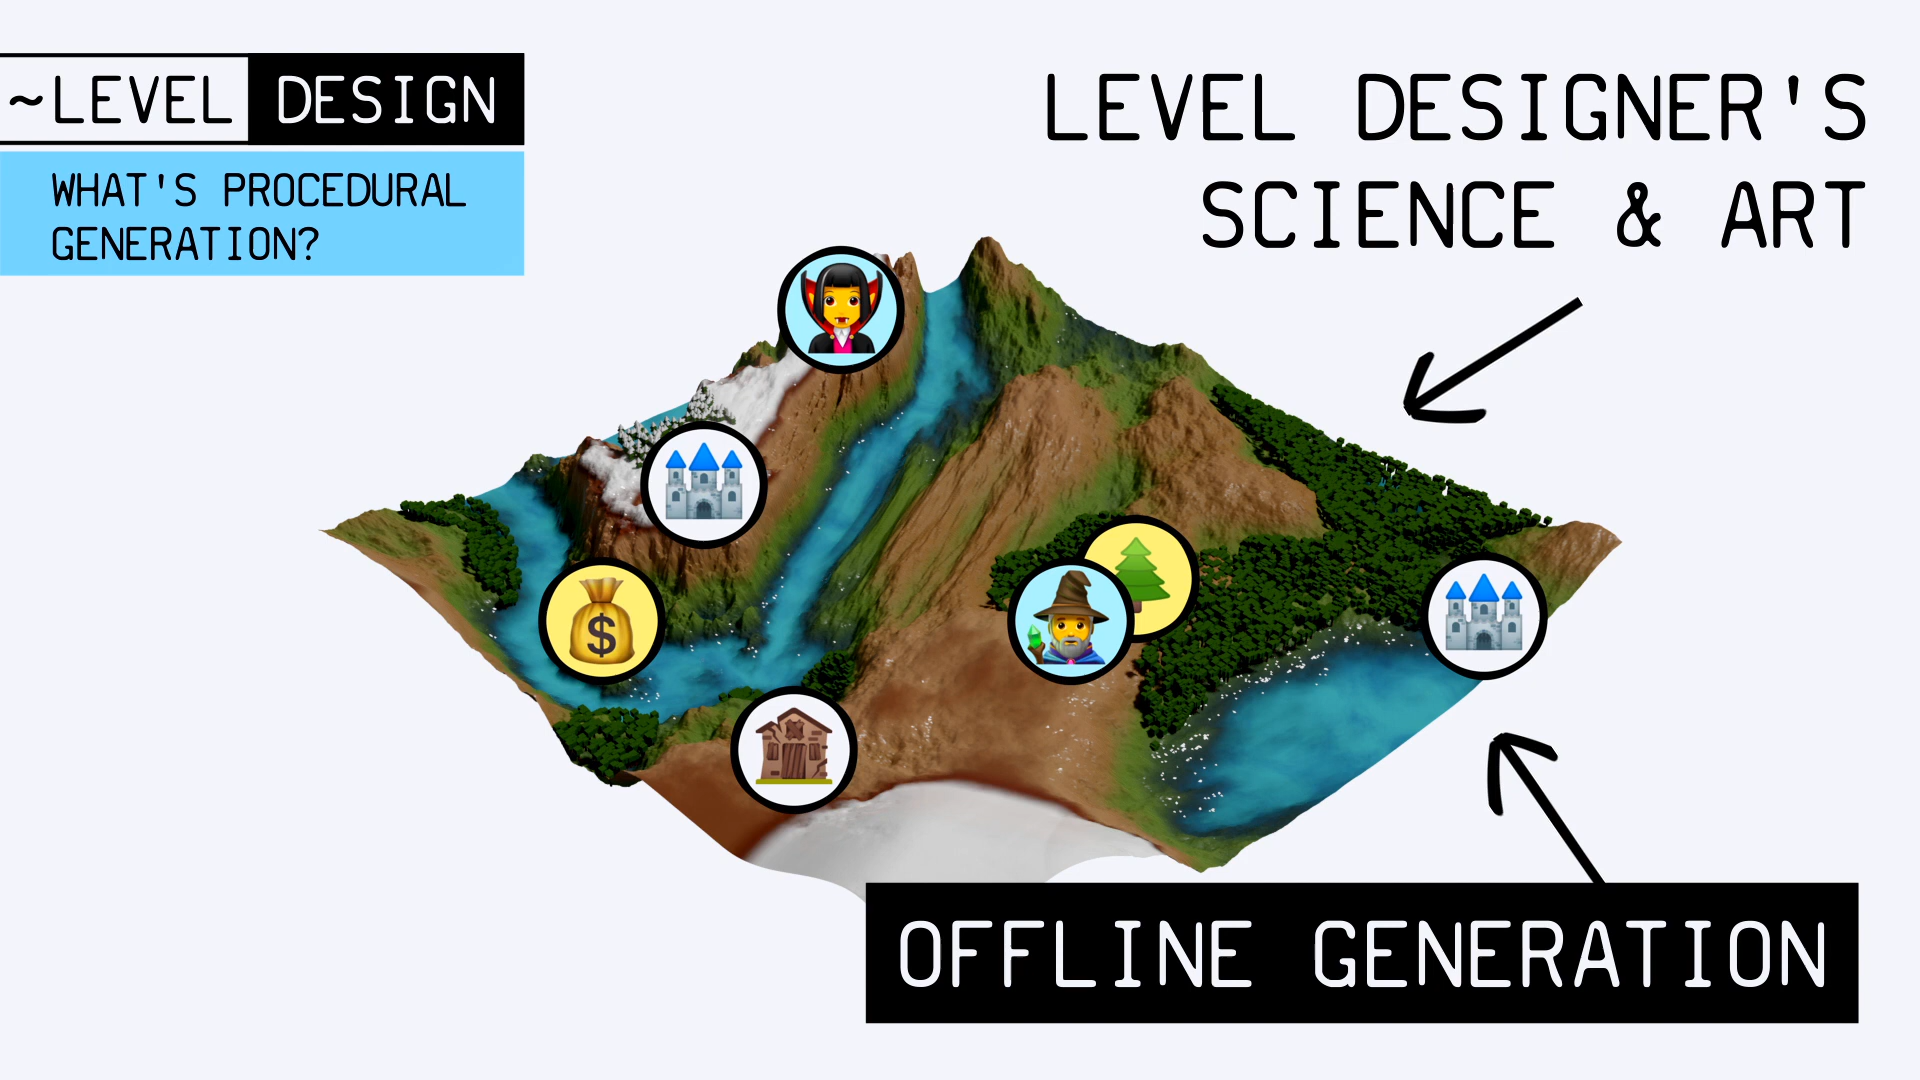 ~LEVEL DESIGN
WHAT'S PROCEDURAL
GENERATION?
LEVEL DESIGNER'S
SCIENCE & ART
$
OFFLINE GENERATION